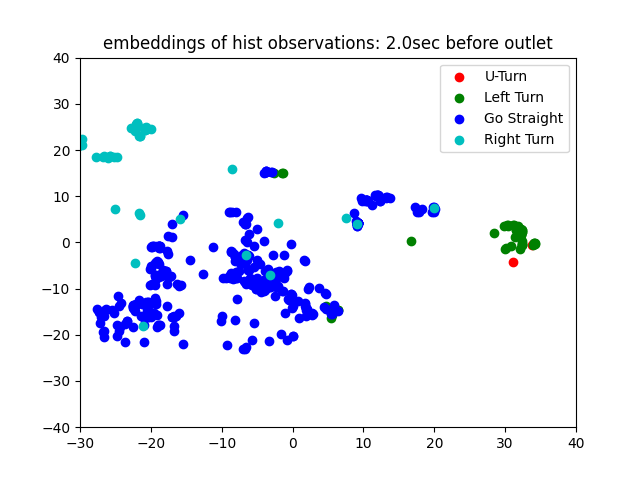 embeddings of hist observations: 2.0sec before outlet
U-Turn
Left Turn
Go Straight
Right Turn
40
30
20
10
0
−10
−20
−30
−40
−30 −20 −10 0 10 20 30 40